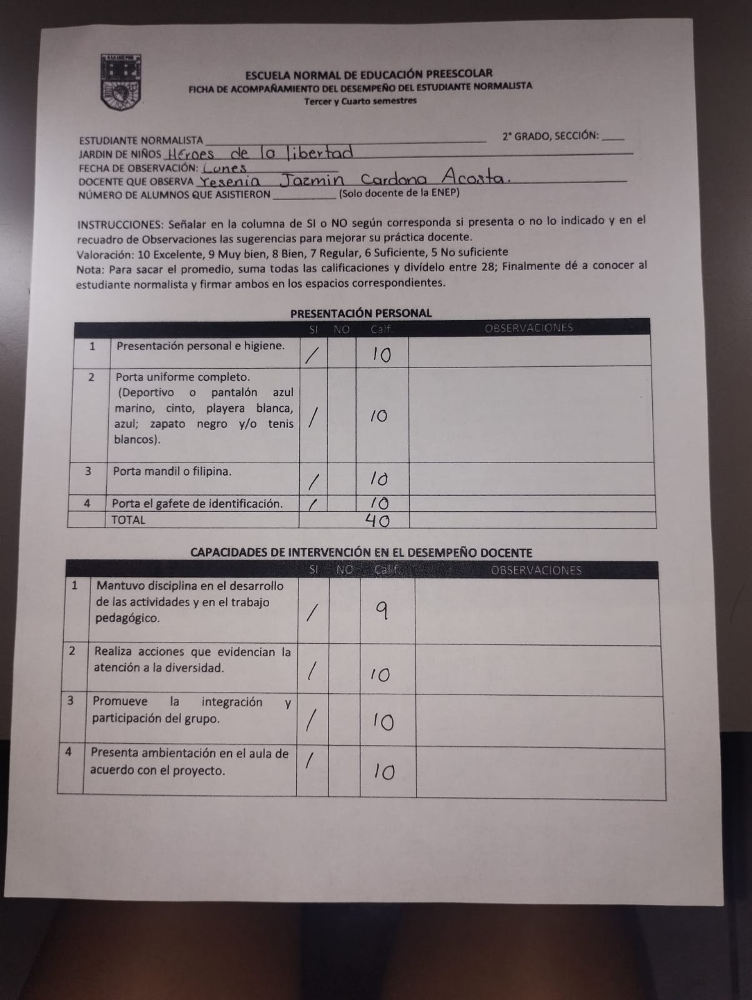 A LA LUZ POR
ESCUELA NORMAL DE EDUCACIÓN PREESCOLAR
FICHA DE ACOMPAÑAMIENTO DEL DESEMPEÑO DEL ESTUDIANTE NORMALISTA
Tercer y Cuarto semestres
ESTUDIANTE NORMALISTA ____ 2° GRADO, SECCIÓN: ____
JARDIN DE NIÑOS Héroes de la libertad
FECHA DE OBSERVACIÓN: Lunes
DOCENTE QUE OBSERVA Yesenia Jazmin Cardona Acosta.
NÚMERO DE ALUMNOS QUE ASISTIERON ____ (Solo docente de la ENEP)
INSTRUCCIONES: Señalar en la columna de SI o NO según corresponda si presenta o no lo indicado y en el
recuadro de Observaciones las sugerencias para mejorar su práctica docente.
Valoración: 10 Excelente, 9 Muy bien, 8 Bien, 7 Regular, 6 Suficiente, 5 No suficiente
Nota: Para sacar el promedio, suma todas las calificaciones y divídelo entre 28; Finalmente dé a conocer al
estudiante normalista y firmar ambos en los espacios correspondientes.
PRESENTACIÓN PERSONAL
SI NO Calf. OBSERVACIONES
1 Presentación personal e higiene. / 10
2 Porta uniforme completo.
(Deportivo o pantalón azul
marino, cinto, playera blanca,
azul; zapato negro y/o tenis / 10
blancos).
3 Porta mandil o filipina. / 10
4 Porta el gafete de identificación. / 10
TOTAL 40
CAPACIDADES DE INTERVENCIÓN EN EL DESEMPEÑO DOCENTE
SI NO Calif. OBSERVACIONES
1 Mantuvo disciplina en el desarrollo
de las actividades y en el trabajo / 9
pedagógico.
2 Realiza acciones que evidencian la
atención a la diversidad. / 10
3 Promueve la integración y
participación del grupo. / 10
4 Presenta ambientación en el aula de /
acuerdo con el proyecto. 10